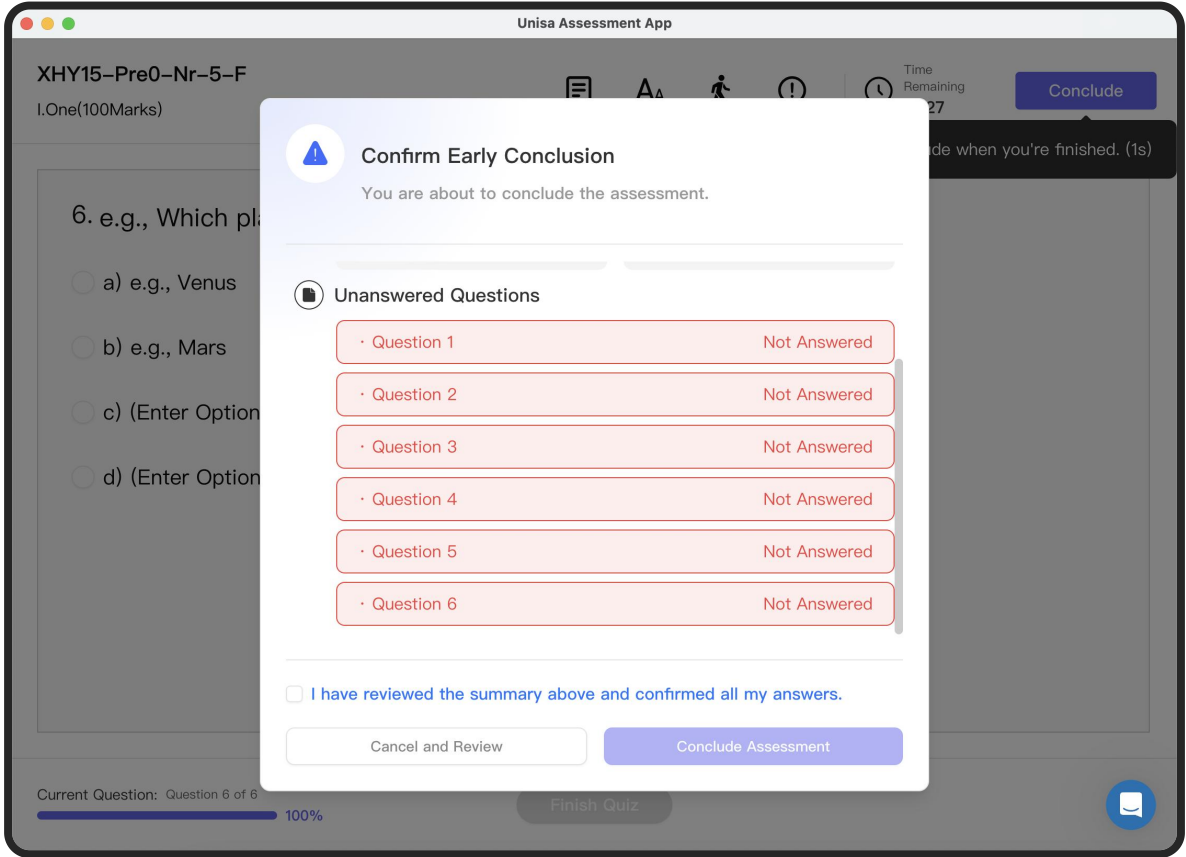 Unisa Assessment App
XHY15-Pre0-Nr-5-F
I.One(100Marks)
Time
Remaining
27
Conclude
de when you're finished. (1s)
Confirm Early Conclusion
You are about to conclude the assessment.
6. e.g., Which
a) e.g., Venus
b) e.g., Mars
c) (Enter Option
d) (Enter Option
Unanswered Questions
· Question 1 Not Answered
· Question 2 Not Answered
· Question 3 Not Answered
· Question 4 Not Answered
· Question 5 Not Answered
· Question 6 Not Answered
I have reviewed the summary above and confirmed all my answers.
Cancel and Review
Conclude Assessment
Current Question: Question 6 of 6
100%
Finish Quiz